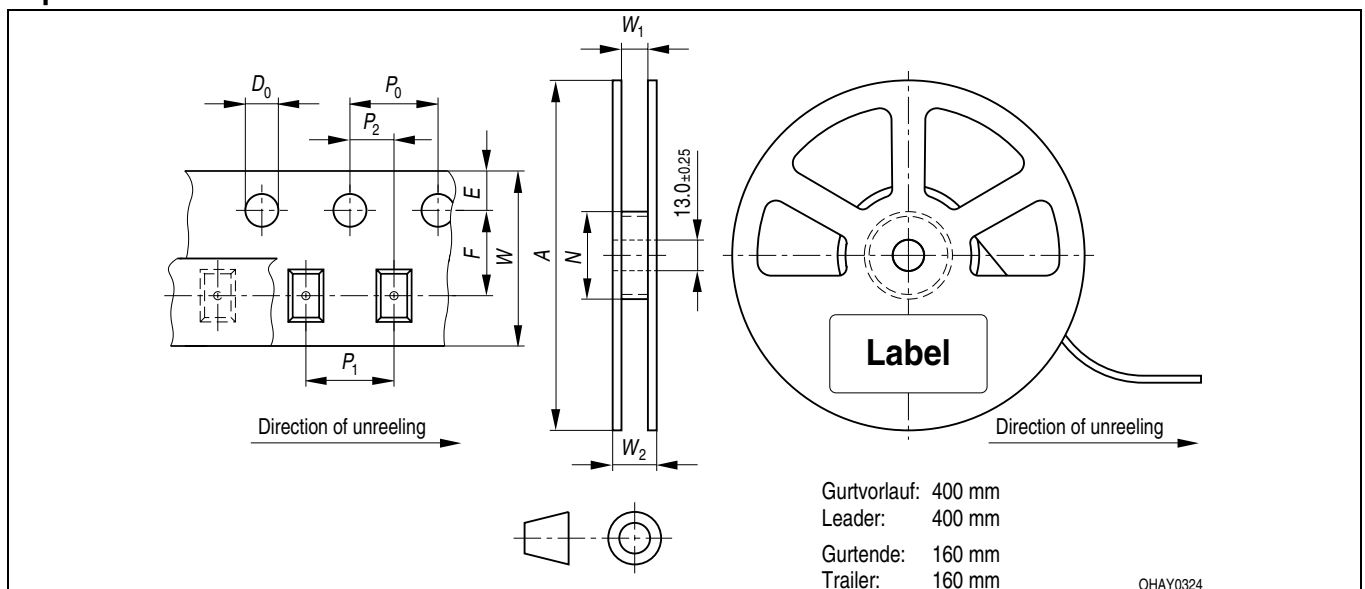 W₁
D₀
P₀
P₂
E
F
W
A
N
13.0±0.25
Label
P₁
Direction of unreeling
W₂
Direction of unreeling
Gurtvorlauf: 400 mm
Leader: 400 mm
Gurtende: 160 mm
Trailer: 160 mm
OHAY0324